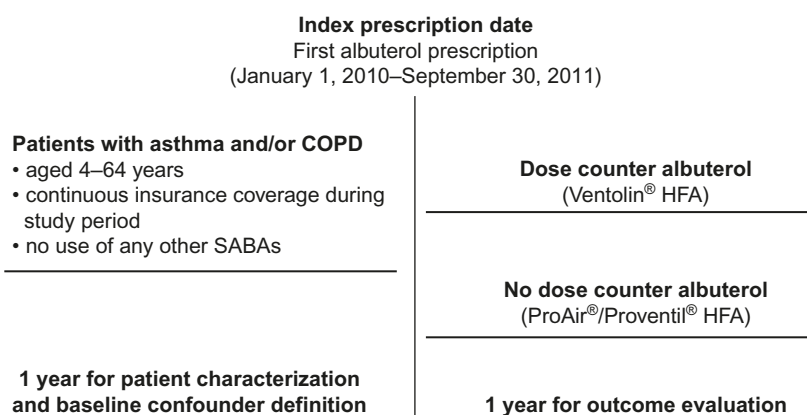 Index prescription date
First albuterol prescription
(January 1, 2010–September 30, 2011)
Patients with asthma and/or COPD
• aged 4–64 years
• continuous insurance coverage during
study period
• no use of any other SABAs
1 year for patient characterization
and baseline confounder definition
Dose counter albuterol
(Ventolin® HFA)
No dose counter albuterol
(ProAir®/Proventil® HFA)
1 year for outcome evaluation